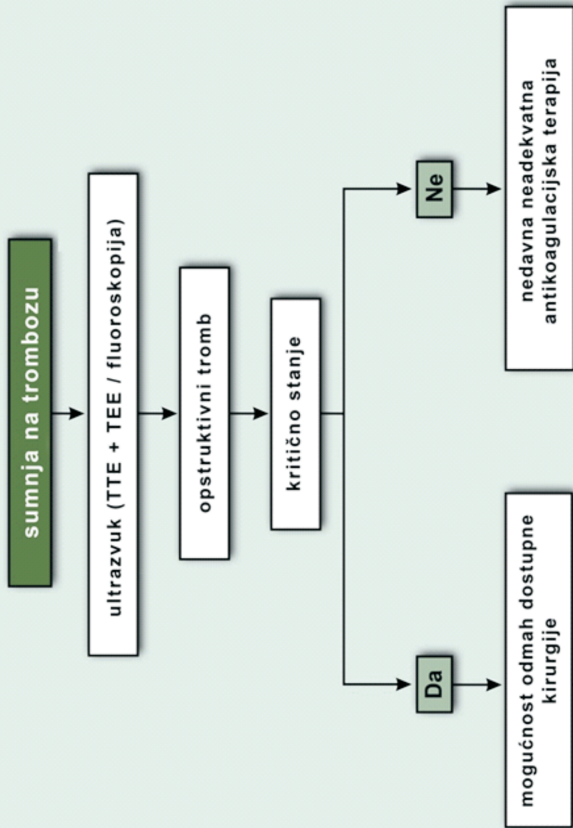 sumnja na trombozu
ultrazvuk (TTE + TEE / fluoroskopija)
opstruktivni tromb
kritično stanje
Da
Ne
mogućnost odmah dostupne
kirurgije
nedavna neadekvatna
antikoagulacijska terapija